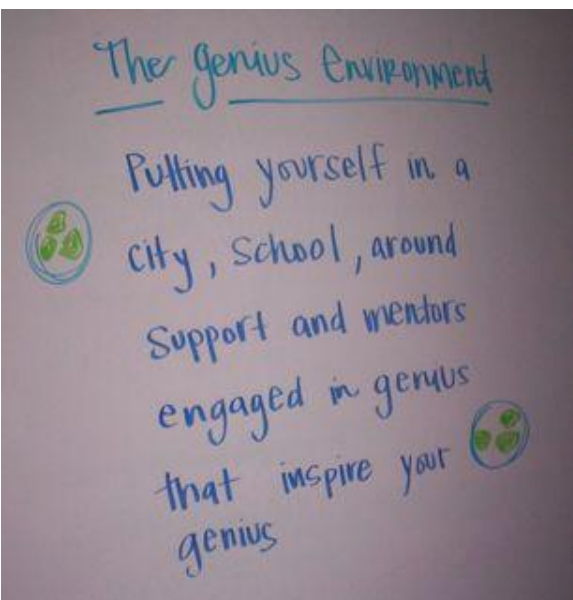 The genius Environment
Putting yourself in a
city, School, around
Support and mentors
engaged in genius
that inspire your
genius